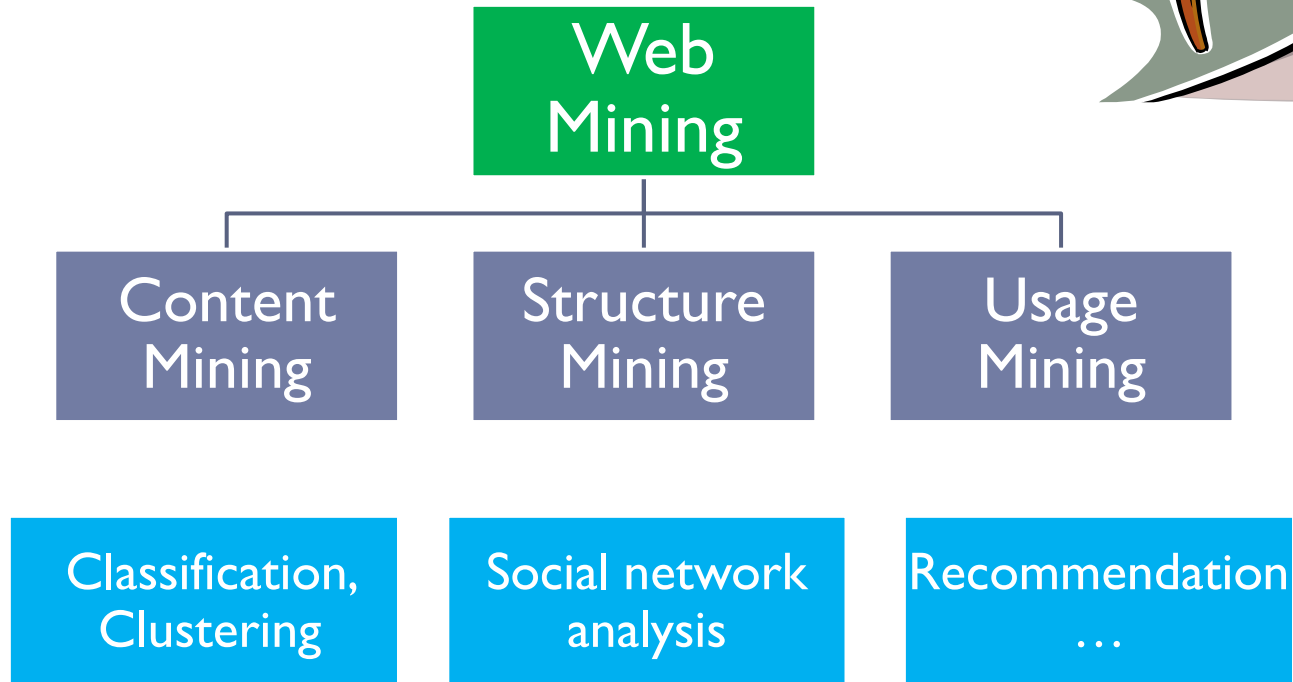 Web
Mining
Content
Mining
Structure
Mining
Usage
Mining
Classification,
Clustering
Social network
analysis
Recommendation
…